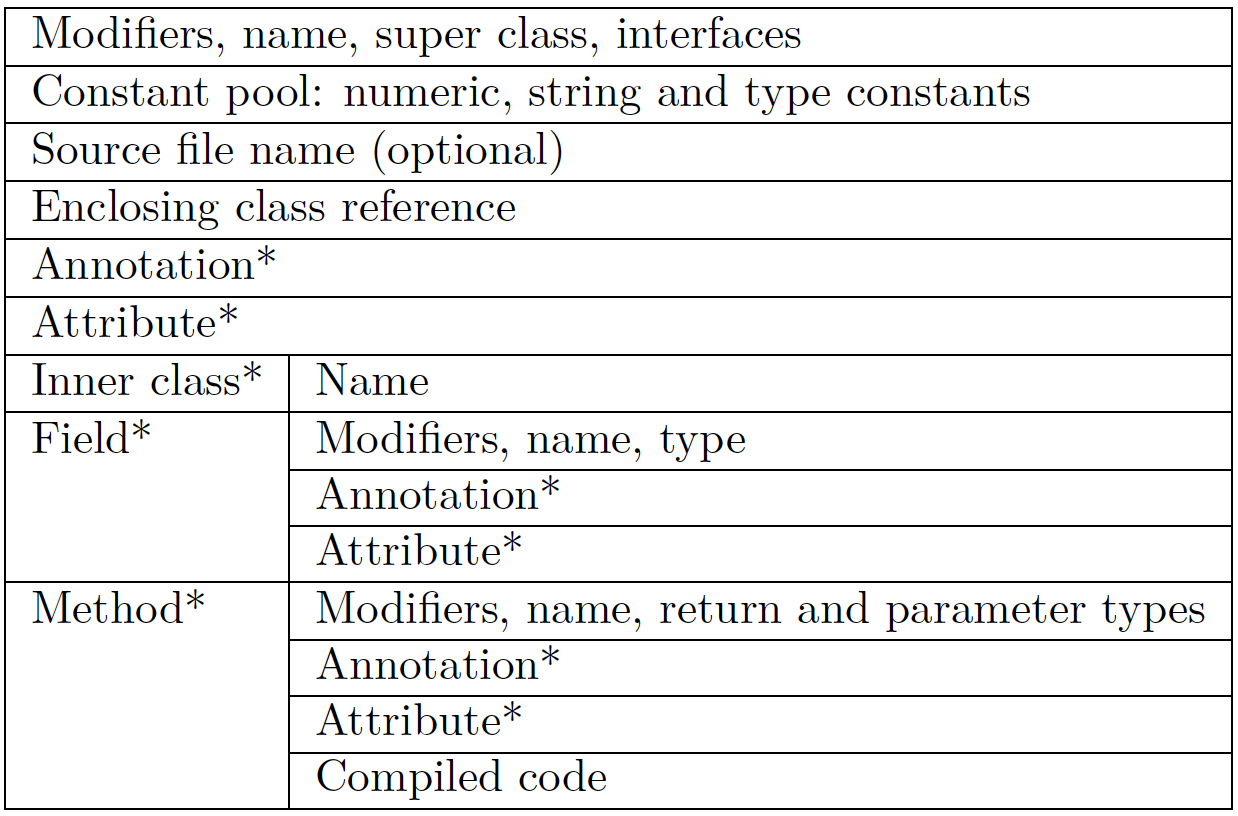 Modifiers, name, super class, interfaces
Constant pool: numeric, string and type constants
Source file name (optional)
Enclosing class reference
Annotation*
Attribute*
Inner class* Name
Field* Modifiers, name, type
Annotation*
Attribute*
Method* Modifiers, name, return and parameter types
Annotation*
Attribute*
Compiled code